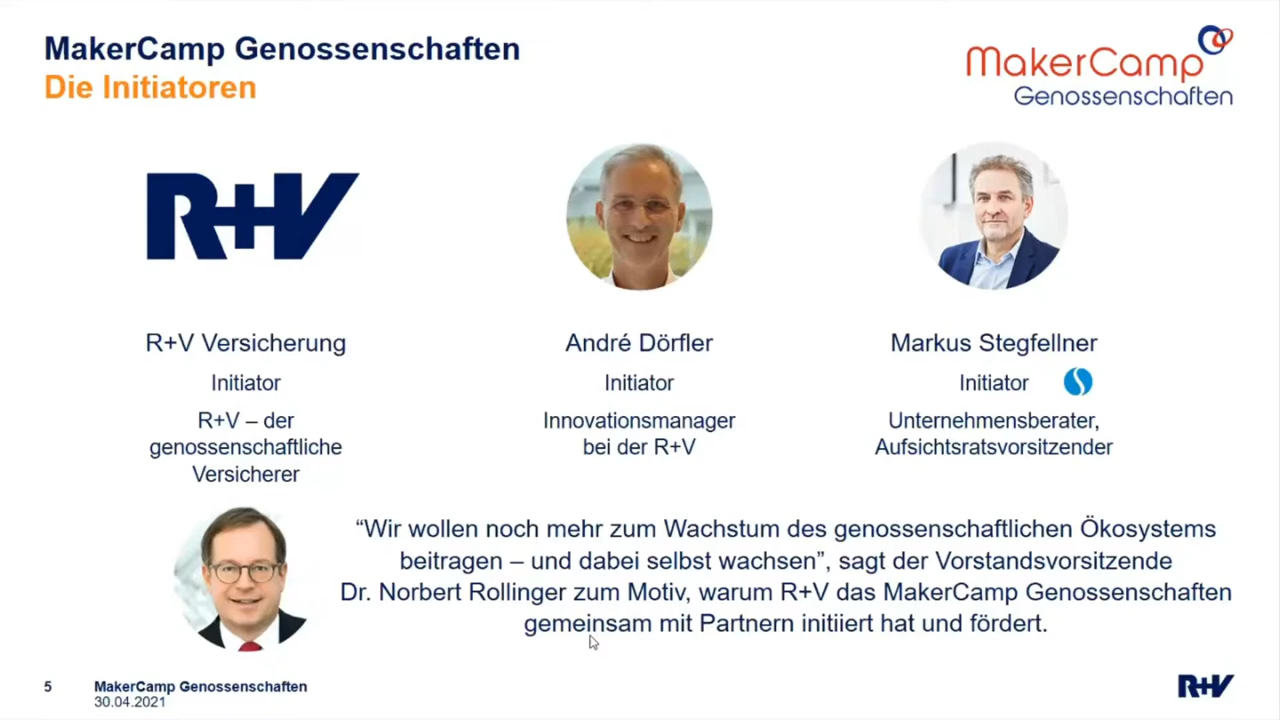 MakerCamp Genossenschaften
Die Initiatoren
MakerCamp
Genossenschaften
R+V
R+V Versicherung
Initiator
R+V – der
genossenschaftliche
Versicherer
André Dörfler
Initiator
Innovationsmanager
bei der R+V
Markus Stegfellner
Initiator
Unternehmensberater,
Aufsichtsratsvorsitzender
“Wir wollen noch mehr zum Wachstum des genossenschaftlichen Ökosystems
beitragen – und dabei selbst wachsen”, sagt der Vorstandsvorsitzende
Dr. Norbert Rollinger zum Motiv, warum R+V das MakerCamp Genossenschaften
gemeinsam mit Partnern initiiert hat und fördert.
5
MakerCamp Genossenschaften
30.04.2021
R+V